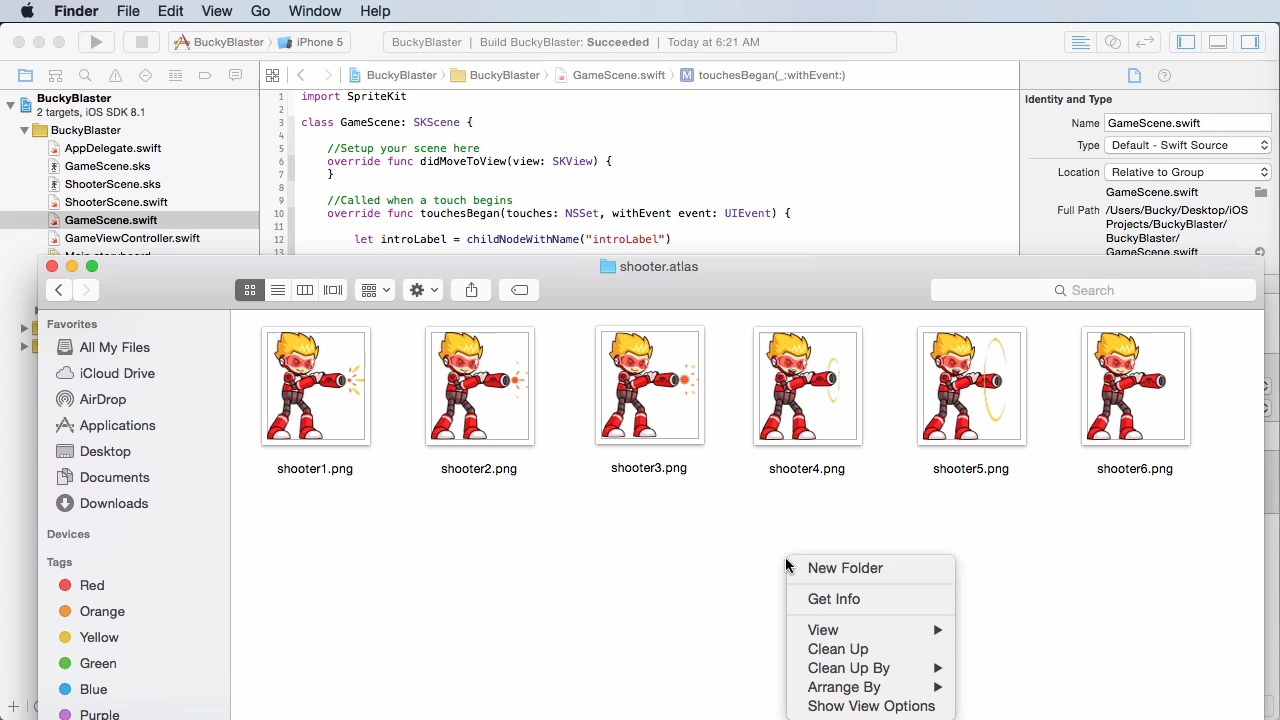 Finder File Edit View Go Window Help
BuckyBlaster iPhone 5
BuckyBlaster | Build BuckyBlaster: Succeeded | Today at 6:21 AM
BuckyBlaster BuckyBlaster GameScene.swift M touchesBegan(_:withEvent:)
BuckyBlaster
2 targets, iOS SDK 8.1
BuckyBlaster
AppDelegate.swift
GameScene.sks
ShooterScene.sks
ShooterScene.swift
GameScene.swift
GameViewController.swift
1 import SpriteKit
2
3 class GameScene: SKScene {
4
5 //Setup your scene here
6 override func didMoveToView(view: SKView) {
7 }
8
9 //Called when a touch begins
10 override func touchesBegan(touches: NSSet, withEvent event: UIEvent) {
11
12 let introLabel = childNodeWithName("introLabel")
13
Identity and Type
Name GameScene.swift
Type Default - Swift Source
Location Relative to Group
GameScene.swift
Full Path /Users/Bucky/Desktop/iOS
Projects/BuckyBlaster/
BuckyBlaster/
GameScene.swift
shooter.atlas
Search
Favorites
All My Files
iCloud Drive
AirDrop
Applications
Desktop
Documents
Downloads
Devices
Tags
Red
Orange
Yellow
Green
Blue
Purple
shooter1.png shooter2.png shooter3.png shooter4.png shooter5.png shooter6.png
New Folder
Get Info
View
Clean Up
Clean Up By
Arrange By
Show View Options